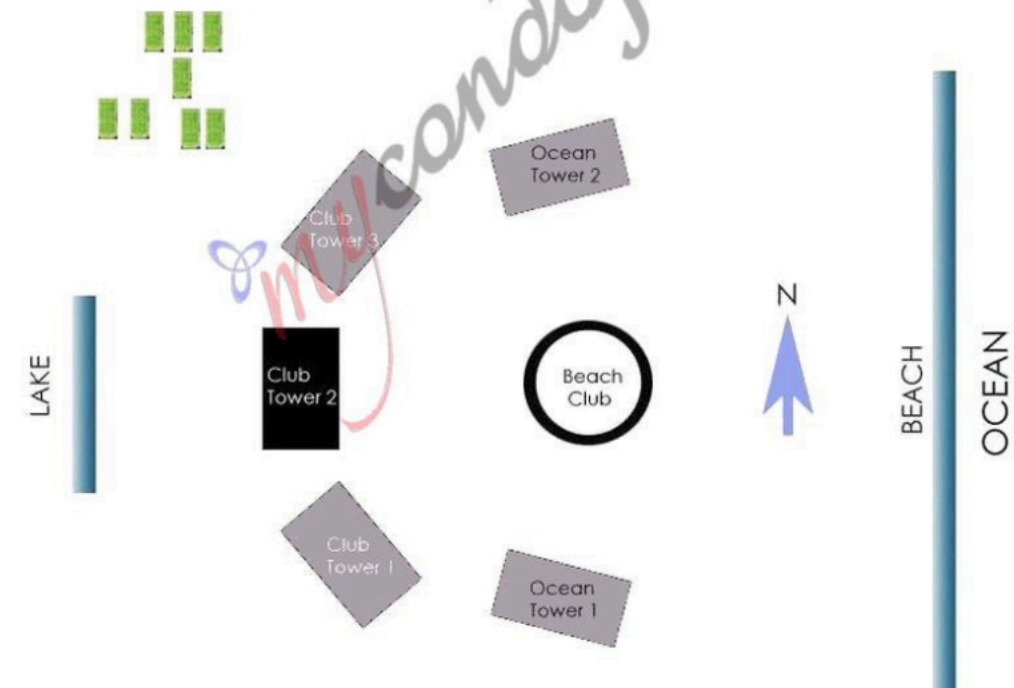 mycondo
Ocean
Tower 2
Club
Tower 3
N
LAKE
Club
Tower 2
Beach
Club
BEACH
OCEAN
Club
Tower 1
Ocean
Tower 1